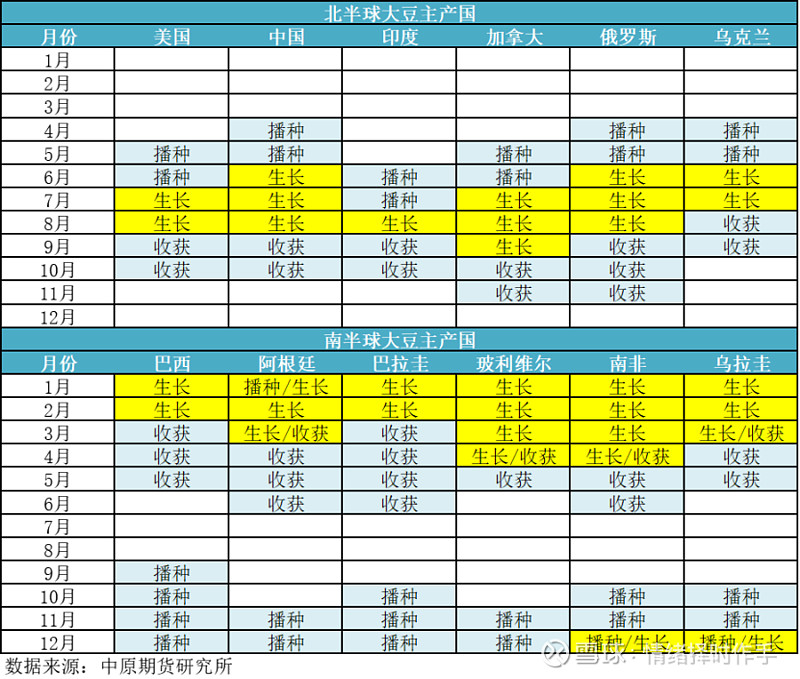 北半球大豆主产国
月份 美国 中国 印度 加拿大 俄罗斯 乌克兰
1月
2月
3月
4月 播种 播种 播种
5月 播种 播种 播种 播种 播种
6月 播种 生长 播种 播种 生长 生长
7月 生长 生长 播种 生长 生长 生长
8月 生长 生长 生长 生长 生长 收获
9月 收获 收获 收获 生长 收获 收获
10月 收获 收获 收获 收获 收获
11月 收获 收获
12月
南半球大豆主产国
月份 巴西 阿根廷 巴拉圭 玻利维尔 南非 乌拉圭
1月 生长 播种/生长 生长 生长 生长 生长
2月 生长 生长 生长 生长 生长 生长
3月 收获 生长/收获 收获 生长 生长 生长/收获
4月 收获 收获 收获 生长/收获 生长/收获 收获
5月 收获 收获 收获 收获 收获 收获
6月 收获 收获 收获
7月
8月
9月 播种
10月 播种 播种 播种 播种
11月 播种 播种 播种 播种 播种 播种
12月 播种 播种 播种 播种 播种/生长 播种/生长
数据来源：中原期货研究所
雪球：情绪择时作手